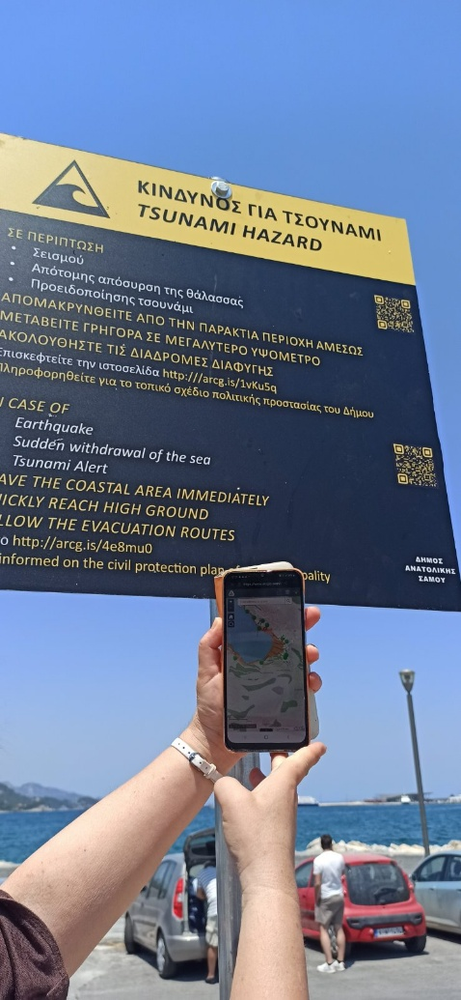 ΚΙΝΔΥΝΟΣ ΓΙΑ ΤΣΟΥΝΑΜΙ
TSUNAMI HAZARD
ΣΕ ΠΕΡΙΠΤΩΣΗ
• Σεισμού
• Απότομης απόσυρση της θάλασσας
• Προειδοποίησης τσουνάμι
ΑΠΟΜΑΚΡΥΝΘΕΙΤΕ ΑΠΟ ΤΗΝ ΠΑΡΑΚΤΙΑ ΠΕΡΙΟΧΗ ΑΜΕΣΩΣ
ΜΕΤΑΒΕΙΤΕ ΓΡΗΓΟΡΑ ΣΕ ΜΕΓΑΛΥΤΕΡΟ ΥΨΟΜΕΤΡΟ
ΑΚΟΛΟΥΘΗΣΤΕ ΤΙΣ ΔΙΑΔΡΟΜΕΣ ΔΙΑΦΥΓΗΣ
Επισκεφτείτε την ιστοσελίδα http:///arcg.is/1vKu5q
Πληροφορηθείτε για το τοπικό σχέδιο πολιτικής προστασίας του Δήμου
N CASE OF
Earthquake
Sudden withdrawal of the sea
Tsunami Alert
AVE THE COASTAL AREA IMMEDIATELY
UICKLY REACH HIGH GROUND
LLOW THE EVACUATION ROUTES
o http://arcg.is/4e8mu0
informed on the civil protection plan
ΔΗΜΟΣ
ΑΝΑΤΟΛΙΚΗΣ
ΣΑΜΟΥ